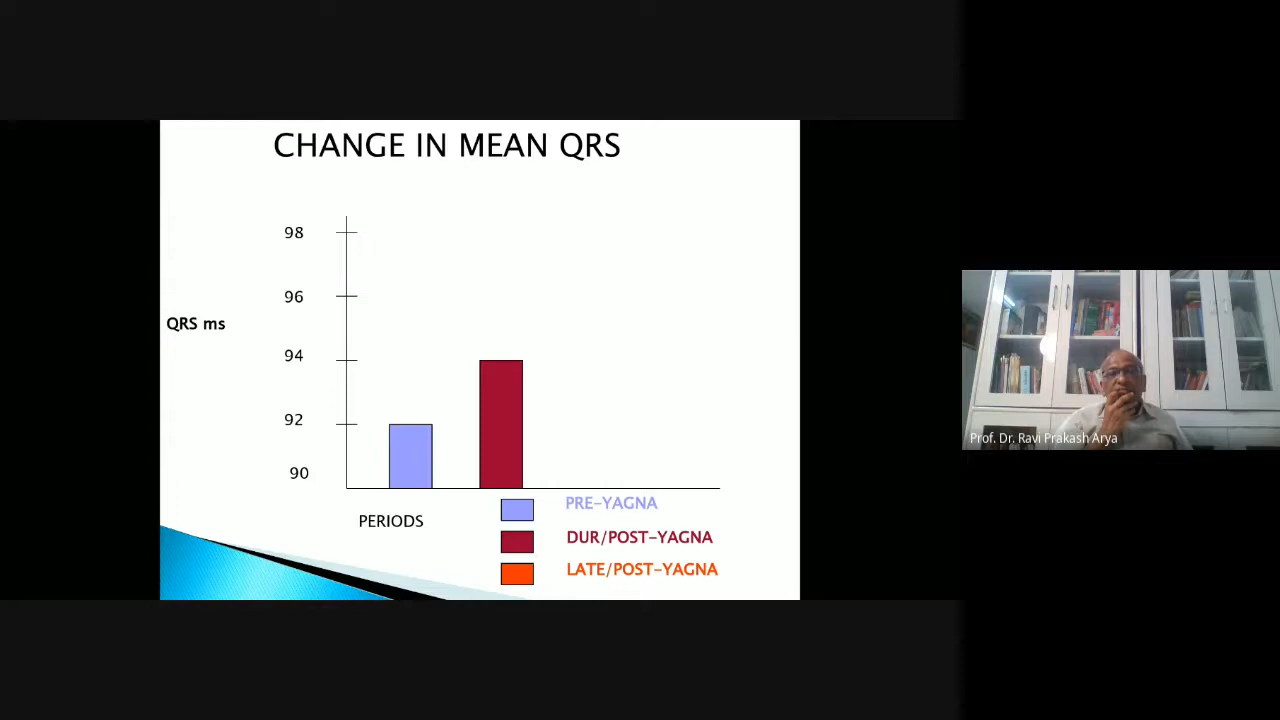 CHANGE IN MEAN QRS
98
96
QRS ms
94
92
90
PERIODS
PRE-YAGNA
DUR/POST-YAGNA
LATE/POST-YAGNA
Prof. Dr. Ravi Prakash Arya